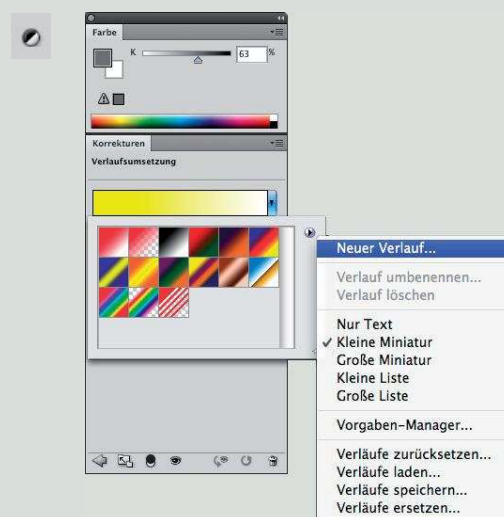 Farbe
K 63 %
Korrekturen
Verlaufsumsetzung
Neuer Verlauf...
Verlauf umbenennen...
Verlauf löschen
Nur Text
Kleine Miniatur
Große Miniatur
Kleine Liste
Große Liste
Vorgaben-Manager...
Verläufe zurücksetzen...
Verläufe laden...
Verläufe speichern...
Verläufe ersetzen...